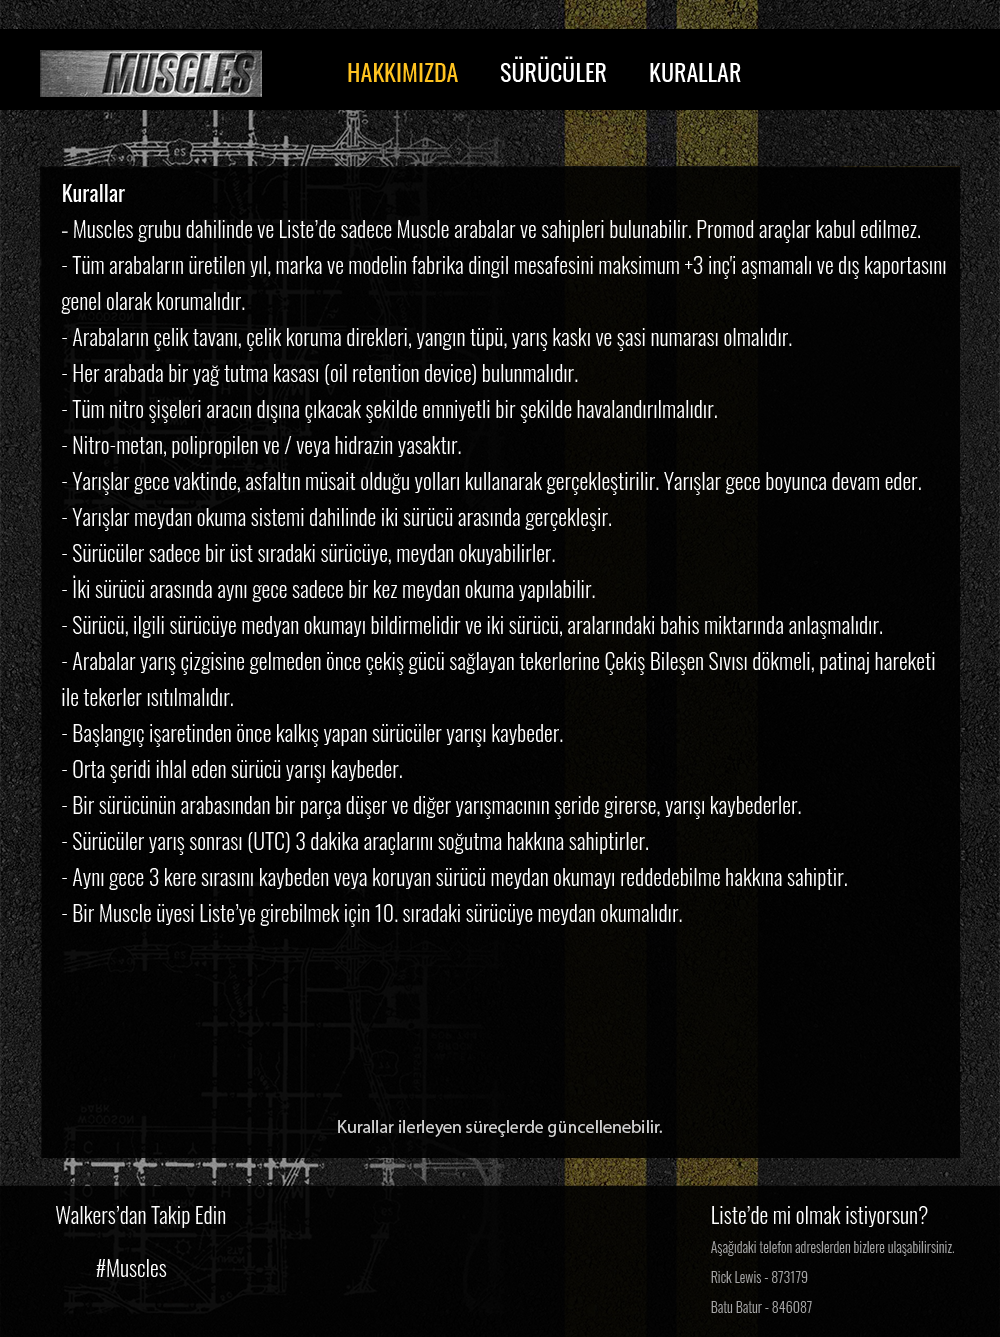 MUSCLES
HAKKIMIZDA SÜRÜCÜLER KURALLAR
Kurallar
- Muscles grubu dahilinde ve Liste’de sadece Muscle arabalar ve sahipleri bulunabilir. Promod araçlar kabul edilmez.
- Tüm arabaların üretilen yıl, marka ve modelin fabrika dingil mesafesini maksimum +3 inç'i aşmamalı ve dış kaportasını
genel olarak korumalıdır.
- Arabaların çelik tavanı, çelik koruma direkleri, yangın tüpü, yarış kaskı ve şasi numarası olmalıdır.
- Her arabada bir yağ tutma kasası (oil retention device) bulunmalıdır.
- Tüm nitro şişeleri aracın dışına çıkacak şekilde emniyetli bir şekilde havalandırılmalıdır.
- Nitro-metan, polipropilen ve / veya hidrazin yasaktır.
- Yarışlar gece vaktinde, asfaltın müsait olduğu yolları kullanarak gerçekleştirilir. Yarışlar gece boyunca devam eder.
- Yarışlar meydan okuma sistemi dahilinde iki sürücü arasında gerçekleşir.
- Sürücüler sadece bir üst sıradaki sürücüye, meydan okuyabilirler.
- İki sürücü arasında aynı gece sadece bir kez meydan okuma yapılabilir.
- Sürücü, ilgili sürücüye medyan okumayı bildirmelidir ve iki sürücü, aralarındaki bahis miktarında anlaşmalıdır.
- Arabalar yarış çizgisine gelmeden önce çekiş gücü sağlayan tekerlerine Çekiş Bileşen Sıvısı dökmeli, patinaj hareketi
ile tekerler ısıtılmalıdır.
- Başlangıç işaretinden önce kalkış yapan sürücüler yarışı kaybeder.
- Orta şeridi ihlal eden sürücü yarışı kaybeder.
- Bir sürücünün arabasından bir parça düşer ve diğer yarışmacının şeride girerse, yarışı kaybederler.
- Sürücüler yarış sonrası (UTC) 3 dakika araçlarını soğutma hakkına sahiptirler.
- Aynı gece 3 kere sırasını kaybeden veya koruyan sürücü meydan okumayı reddedebilme hakkına sahiptir.
- Bir Muscle üyesi Liste’ye girebilmek için 10. sıradaki sürücüye meydan okumalıdır.
Kurallar ilerleyen süreçlerde güncellenebilir.
Walkers’dan Takip Edin
#Muscles
Liste’de mi olmak istiyorsun?
Aşağıdaki telefon adreslerden bizlere ulaşabilirsiniz.
Rick Lewis - 873179
Batu Batur - 846087